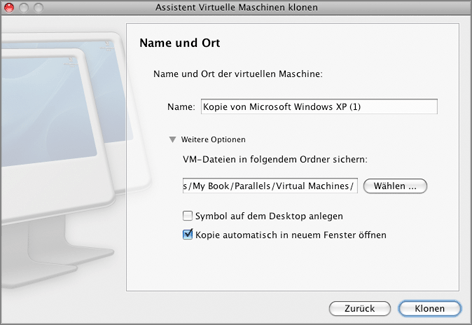 Assistent Virtuelle Maschinen klonen
Name und Ort
Name und Ort der virtuellen Maschine:
Name: Kopie von Microsoft Windows XP (1)
Weitere Optionen
VM-Dateien in folgendem Ordner sichern:
s/My Book/Parallels/Virtual Machines/ Wählen ...
Symbol auf dem Desktop anlegen
Kopie automatisch in neuem Fenster öffnen
Zurück Klonen